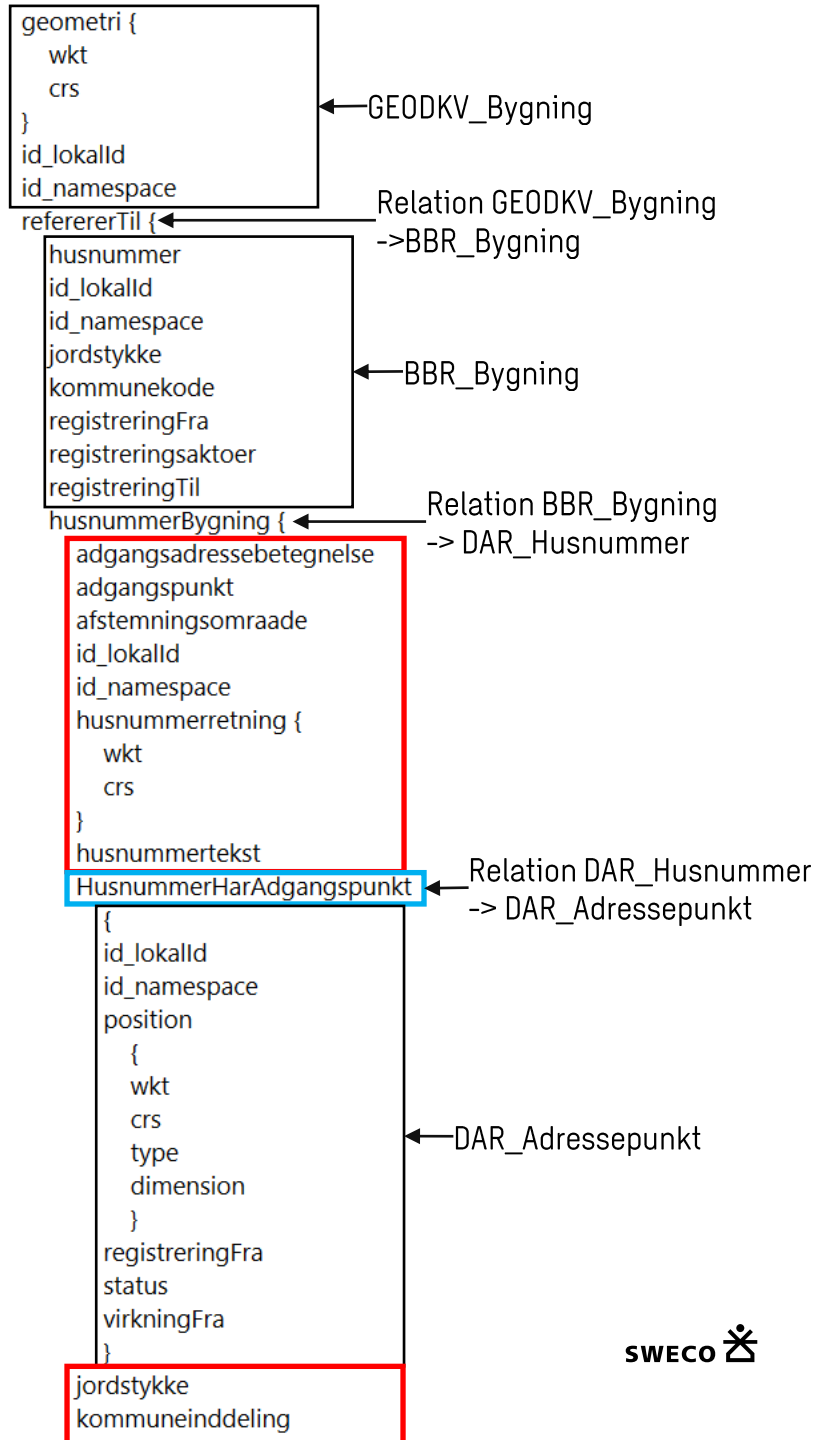 geometri {
wkt
crs
}
GEODKV_Bygning
id_lokalId
id_namespace
refererTil {
Relation GEODKV_Bygning
->BBR_Bygning
husnummer
id_lokalId
id_namespace
jordstykke
kommunekode
BBR_Bygning
registreringFra
registreringsaktoer
registreringTil
husnummerBygning {
Relation BBR_Bygning
-> DAR_Husnummer
adgangsadressebetegnelse
adgangspunkt
afstemningsomraade
id_lokalId
id_namespace
husnummerretning {
wkt
crs
}
husnummertekst
HusnummerHarAdgangspunkt
Relation DAR_Husnummer
-> DAR_Adressepunkt
{
id_lokalId
id_namespace
position
{
wkt
crs
type
dimension
}
DAR_Adressepunkt
registreringFra
status
virkningFra
}
SWECO
jordstykke
kommuneinddeling